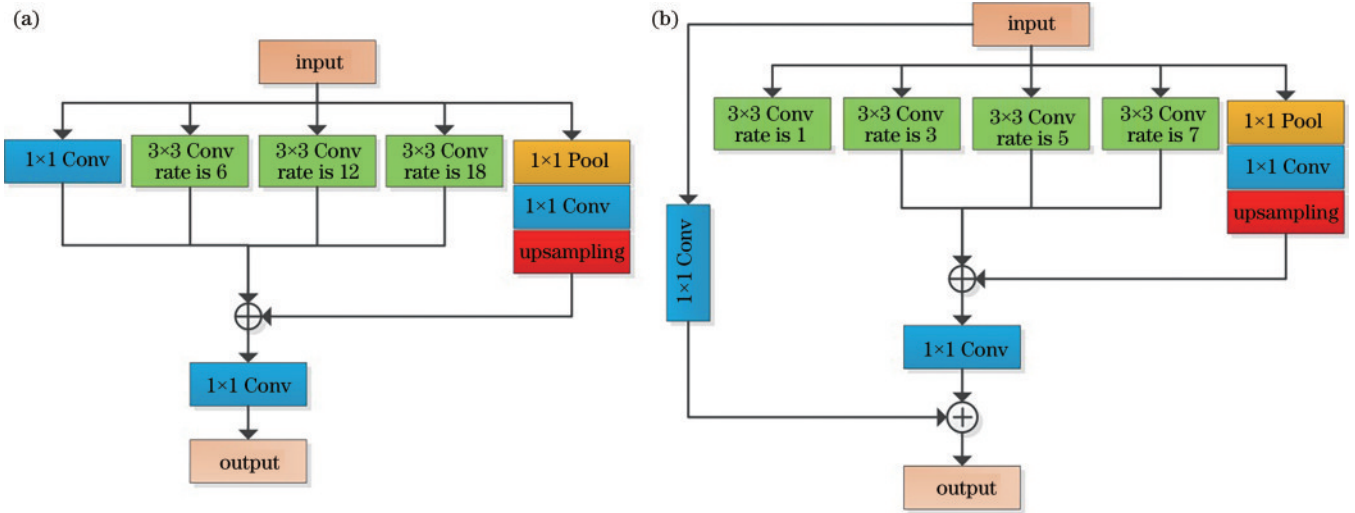 (a)
input
1×1 Conv
3×3 Conv
rate is 6
3×3 Conv
rate is 12
3×3 Conv
rate is 18
1×1 Pool
1×1 Conv
upsampling
1×1 Conv
output
(b)
input
3×3 Conv
rate is 1
3×3 Conv
rate is 3
3×3 Conv
rate is 5
3×3 Conv
rate is 7
1×1 Pool
1×1 Conv
upsampling
1×1 Conv
1×1 Conv
output